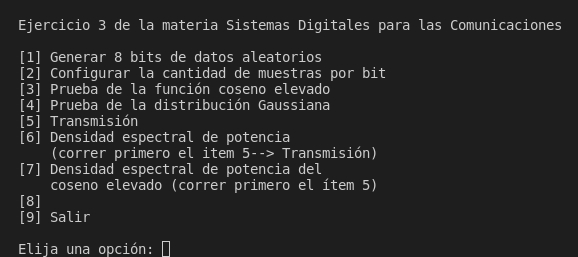 Ejercicio 3 de la materia Sistemas Digitales para las Comunicaciones
[1] Generar 8 bits de datos aleatorios
[2] Configurar la cantidad de muestras por bit
[3] Prueba de la función coseno elevado
[4] Prueba de la distribución Gaussiana
[5] Transmisión
[6] Densidad espectral de potencia
(correr primero el item 5--> Transmisión)
[7] Densidad espectral de potencia del
coseno elevado (correr primero el ítem 5)
[8]
[9] Salir
Elija una opción: